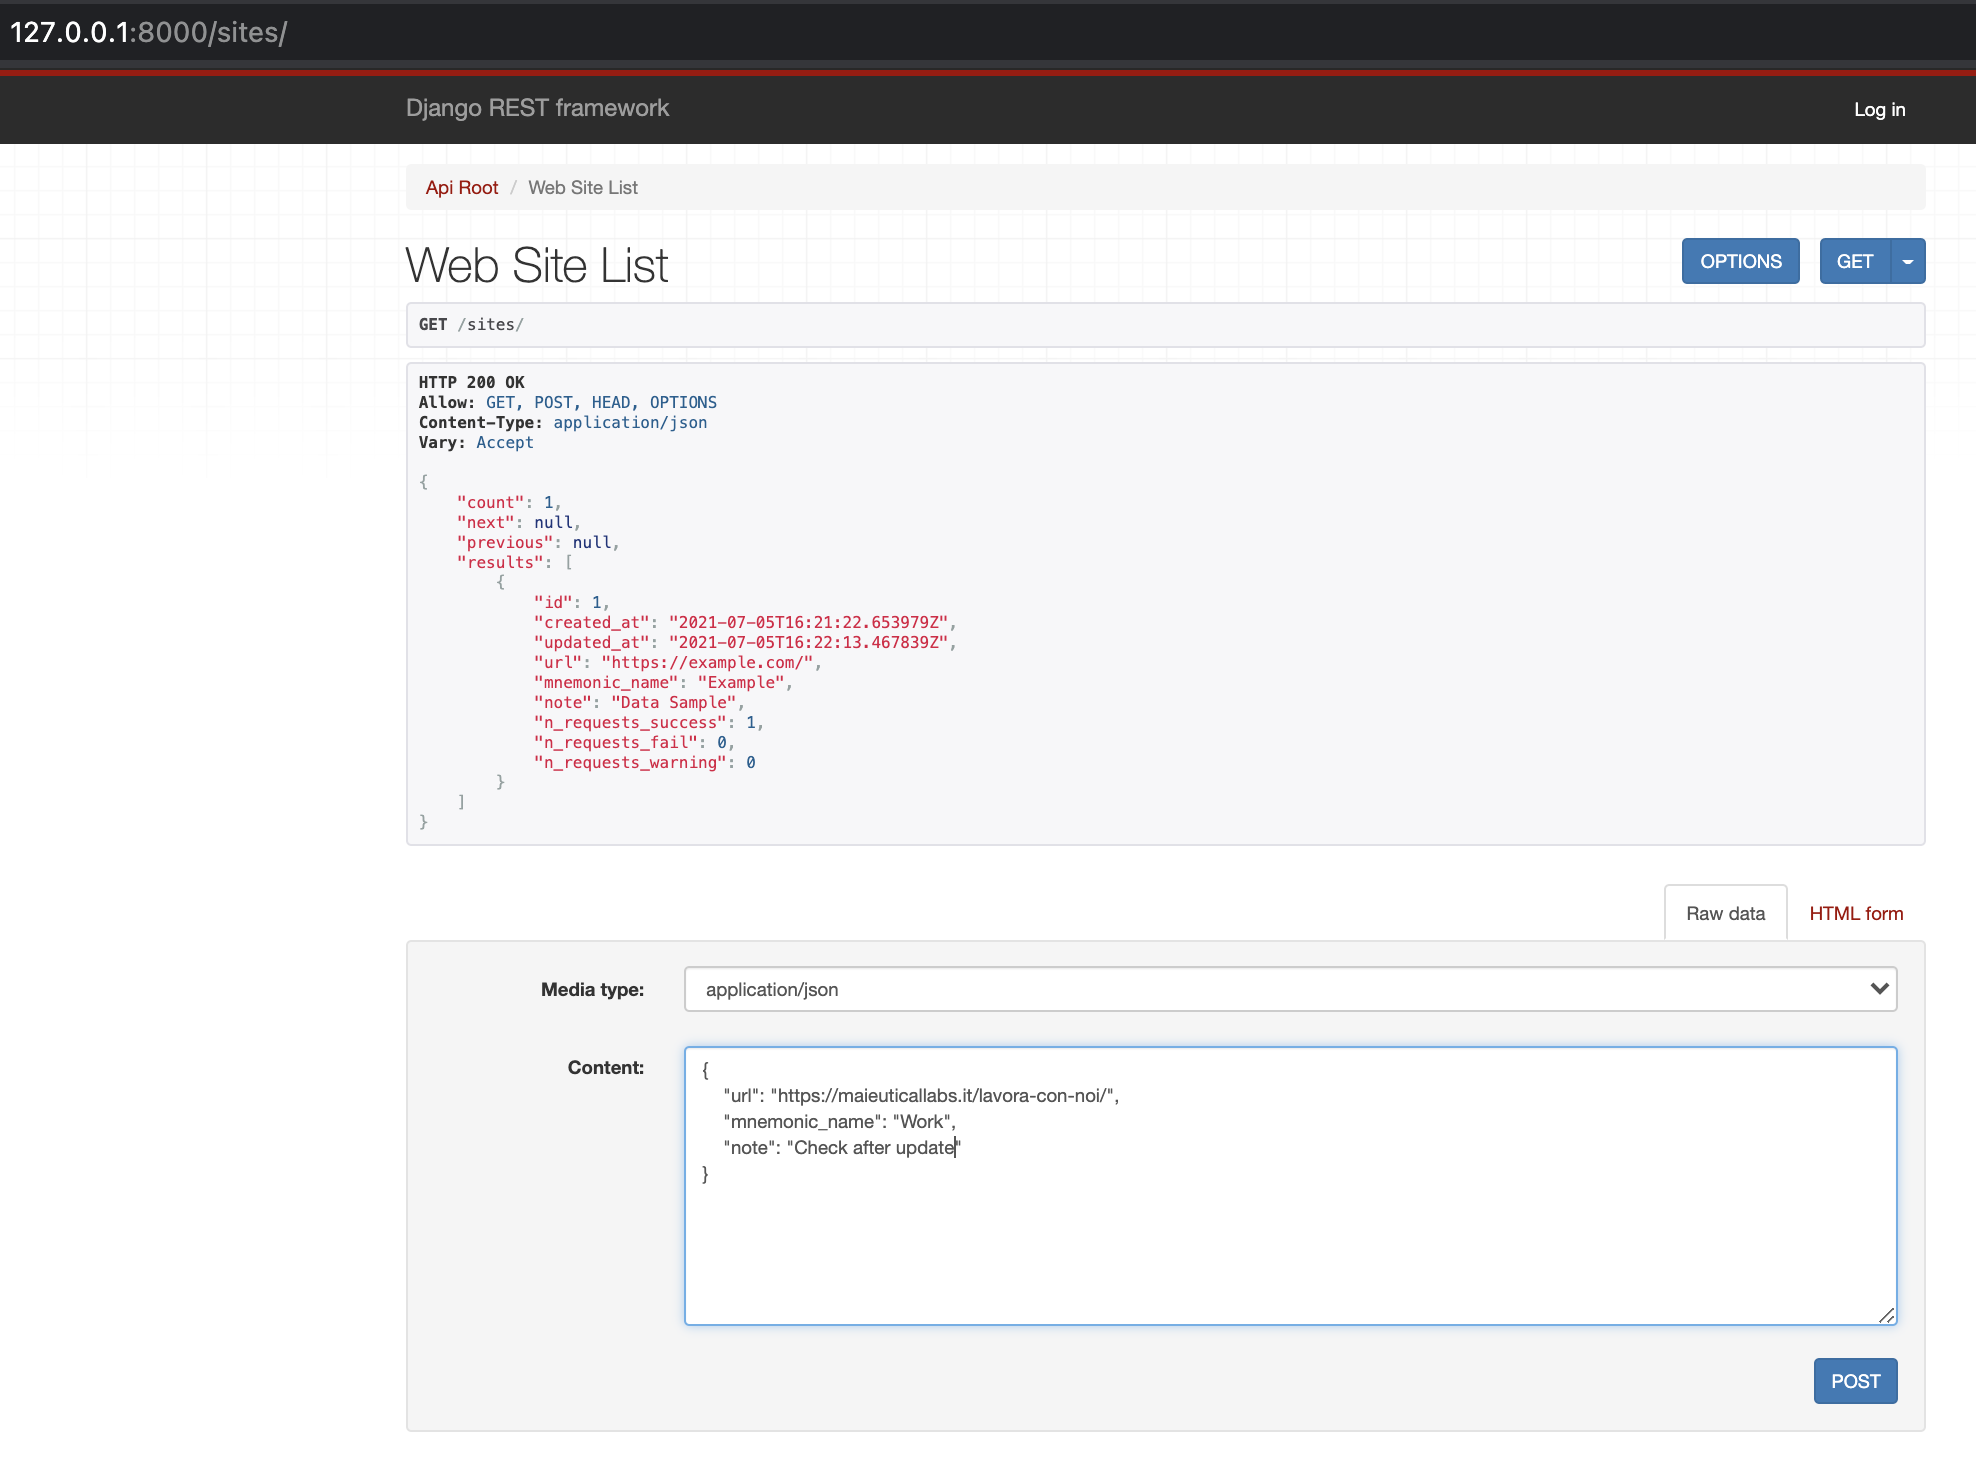 127.0.0.1:8000/sites/
Django REST framework
Log in
Api Root / Web Site List
Web Site List
OPTIONS
GET
GET /sites/
HTTP 200 OK
Allow: GET, POST, HEAD, OPTIONS
Content-Type: application/json
Vary: Accept
{
    "count": 1,
    "next": null,
    "previous": null,
    "results": [
        {
            "id": 1,
            "created_at": "2021-07-05T16:21:22.653979Z",
            "updated_at": "2021-07-05T16:22:13.467839Z",
            "url": "https://example.com/",
            "mnemonic_name": "Example",
            "note": "Data Sample",
            "n_requests_success": 1,
            "n_requests_fail": 0,
            "n_requests_warning": 0
        }
    ]
}
Raw data
HTML form
Media type:
application/json
Content:
{
    "url": "https://maieuticallabs.it/lavora-con-noi/",
    "mnemonic_name": "Work",
    "note": "Check after update"
}
POST